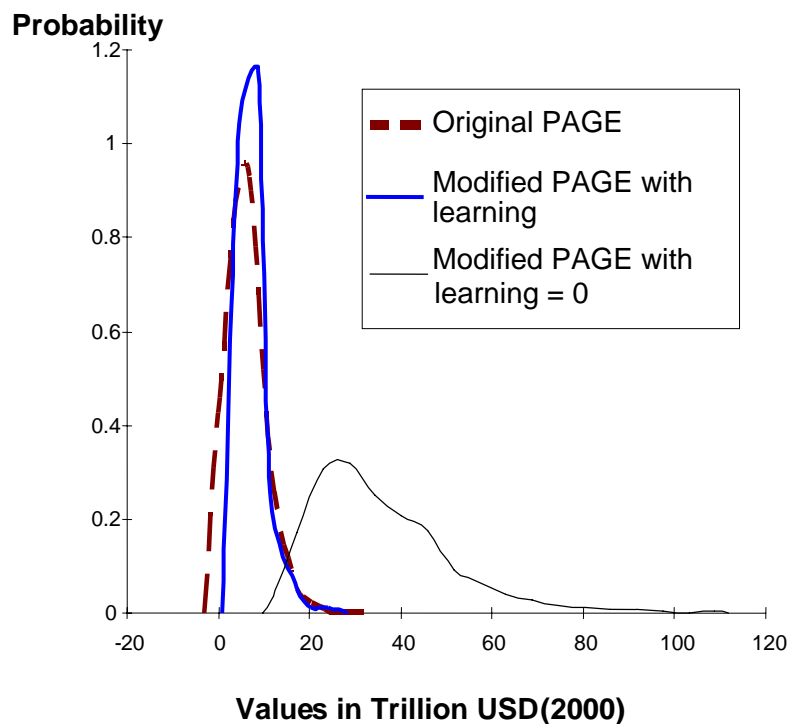 Probability
1.2
1
0.8
0.6
0.4
0.2
0
-20
0
20
40
60
80
100
120
Original PAGE
Modified PAGE with
learning
Modified PAGE with
learning = 0
Values in Trillion USD(2000)